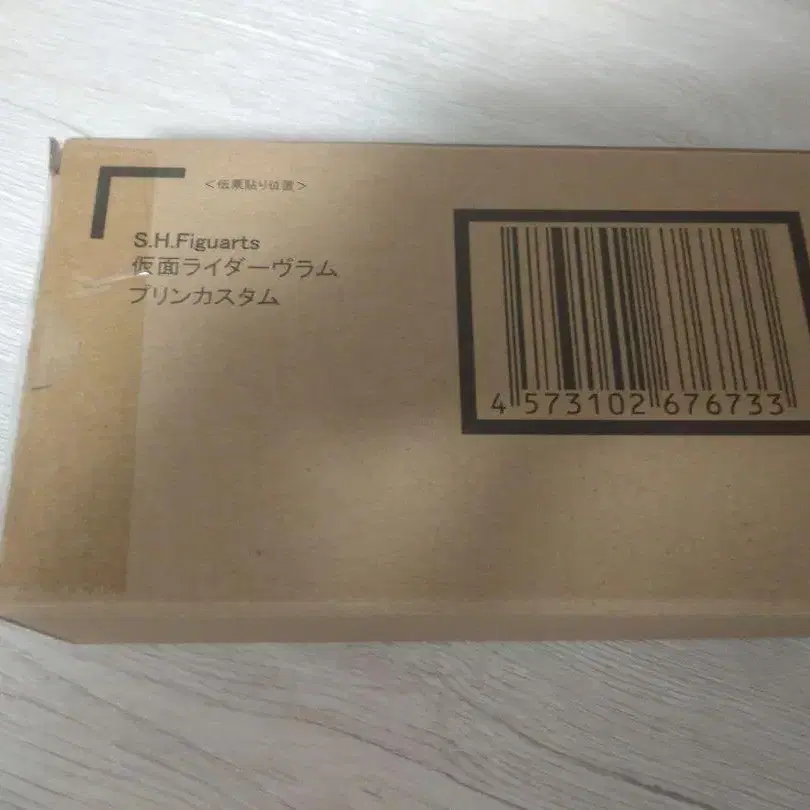 ＜伝票貼り位置＞
S.H.Figuarts
仮面ライダーヴラム
プリンカスタム
4 573102 676733